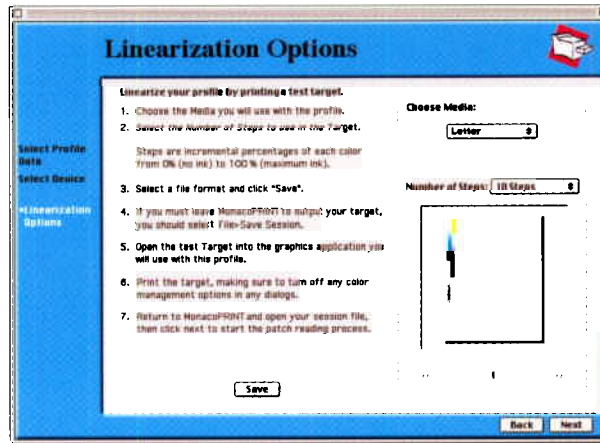 Linearization Options
Linearize your profile by printing a test target.
1. Choose the Media you will use with the profile.
2. Select the Number of Steps to use in the Target.
Steps are incremental percentages of each color
from 0% (no ink) to 100 % (maximum ink).
3. Select a file format and click "Save".
4. If you must leave MonacoPRINT to output your target,
you should select File>Save Session.
5. Open the test Target into the graphics application you
will use with this profile.
6. Print the target, making sure to turn off any color
management options in any dialogs.
7. Return to MonacoPRINT and open your session file,
then click next to start the patch reading process.
Save
Select Profile
Data
Select Device
•Linearization
Options
Choose Media:
Letter
Number of Steps: 18 Steps
Back Next